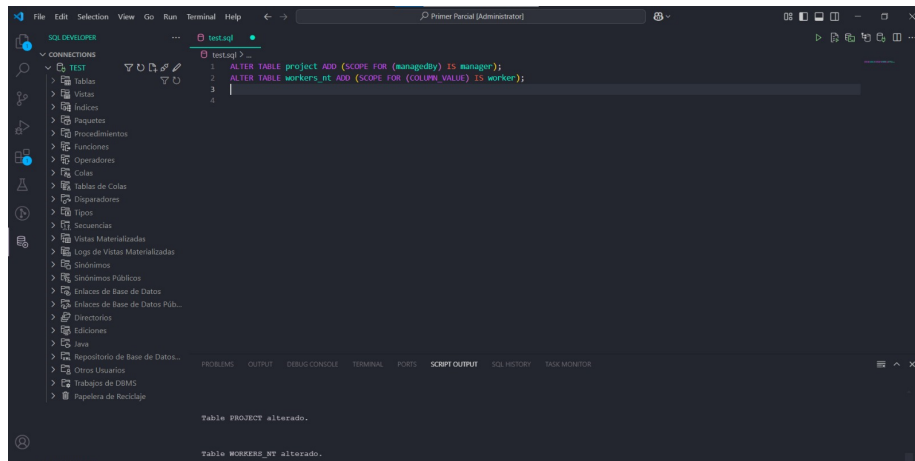 File Edit Selection View Go Run Terminal Help
Primer Parcial [Administrator]
SQL DEVELOPER
CONNECTIONS
TEST
Tablas
Vistas
Índices
Paquetes
Procedimientos
Funciones
Operadores
Colas
Tablas de Colas
Disparadores
Tipos
Secuencias
Vistas Materializadas
Logs de Vistas Materializadas
Sinónimos
Sinónimos Públicos
Enlaces de Base de Datos
Enlaces de Base de Datos Púb...
Directorios
Ediciones
Java
Repositorio de Base de Datos...
Otros Usuarios
Trabajos de DBMS
Papelera de Reciclaje
test.sql
test.sql > ...
1 ALTER TABLE project ADD (SCOPE FOR (managedBy) IS manager);
2 ALTER TABLE workers_nt ADD (SCOPE FOR (COLUMN_VALUE) IS worker);
3
4
PROBLEMS OUTPUT DEBUG CONSOLE TERMINAL PORTS SCRIPT OUTPUT SQL HISTORY TASK MONITOR
Table PROJECT alterado.
Table WORKERS_NT alterado.